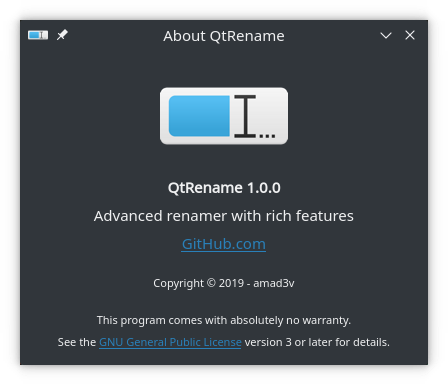 About QtRename
QtRename 1.0.0
Advanced renamer with rich features
GitHub.com
Copyright © 2019 - amad3v
This program comes with absolutely no warranty.
See the GNU General Public License version 3 or later for details.